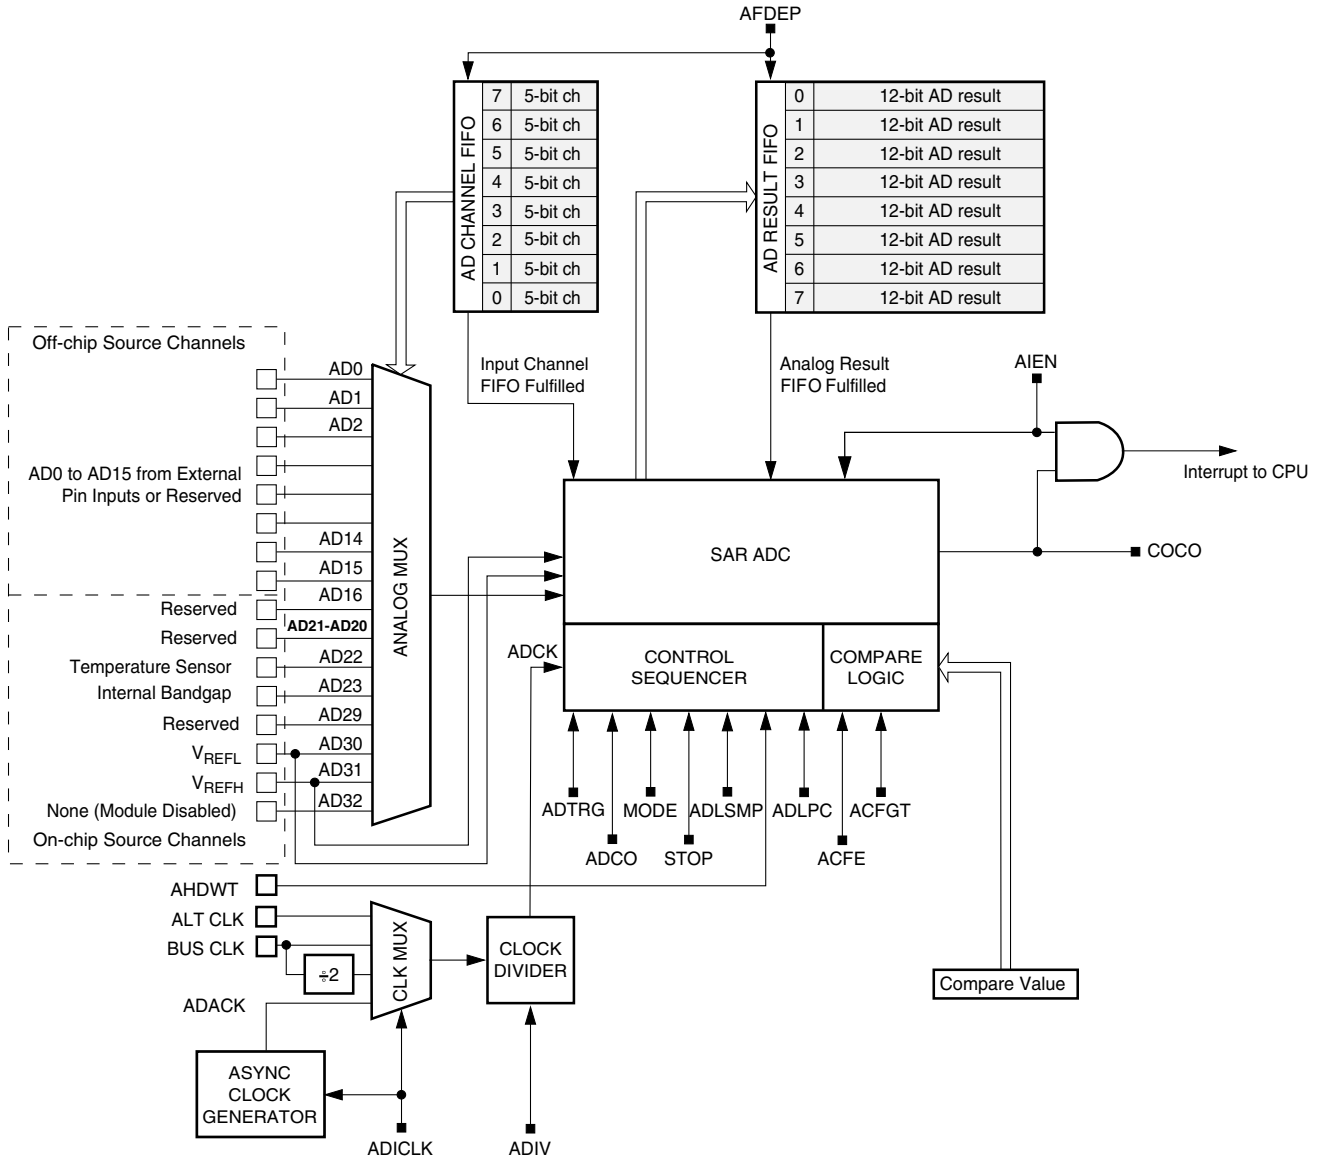 AFDEP
AD CHANNEL FIFO
7 5-bit ch
6 5-bit ch
5 5-bit ch
4 5-bit ch
3 5-bit ch
2 5-bit ch
1 5-bit ch
0 5-bit ch
AD RESULT FIFO
0 12-bit AD result
1 12-bit AD result
2 12-bit AD result
3 12-bit AD result
4 12-bit AD result
5 12-bit AD result
6 12-bit AD result
7 12-bit AD result
Off-chip Source Channels
AD0
AD1
AD2
AD0 to AD15 from External
Pin Inputs or Reserved
AD14
AD15
AD16
Reserved
AD21-AD20
Reserved
AD22
Temperature Sensor
AD23
Internal Bandgap
AD29
Reserved
AD30
VREFL
AD31
VREFH
AD32
None (Module Disabled)
On-chip Source Channels
ANALOG MUX
Input Channel
FIFO Fulfilled
Analog Result
FIFO Fulfilled
AIEN
Interrupt to CPU
SAR ADC
COCO
ADCK
CONTROL
SEQUENCER
COMPARE
LOGIC
ADTRG
MODE
ADLSMP
ADLPC
ACFGT
ADCO
STOP
ACFE
AHDWT
ALT CLK
BUS CLK
÷2
ADACK
CLK MUX
CLOCK
DIVIDER
Compare Value
ASYNC
CLOCK
GENERATOR
ADICLK
ADIV